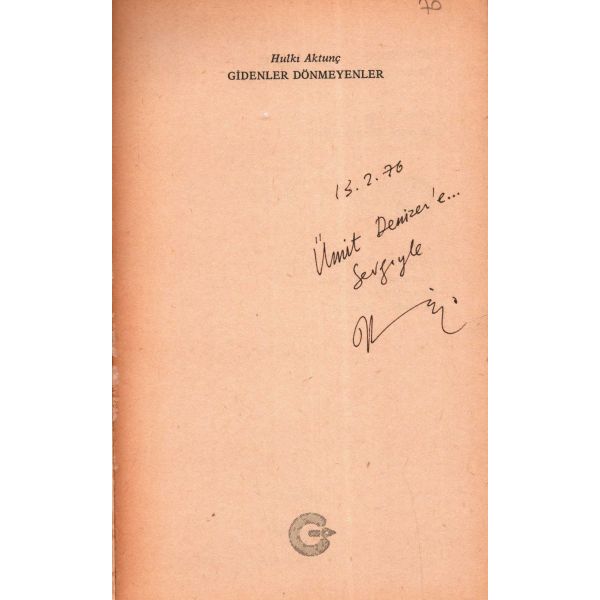 70
Hulkı Aktunç
GİDENLER DÖNMEYENLER
13.2.76
Ümit Denizer'e...
Sevgiyle